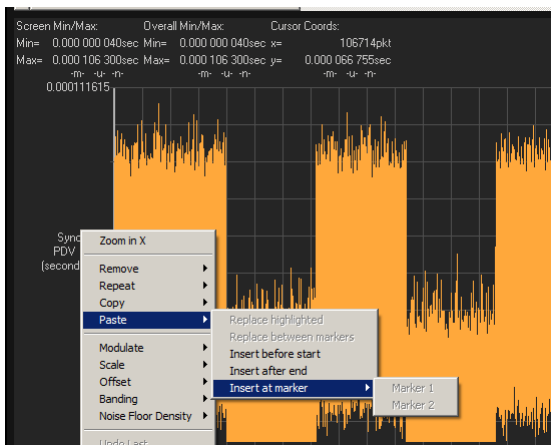 Screen Min/Max: Overall Min/Max: Cursor Coords:
Min= 0.000 000 040sec Min= 0.000 000 040sec x= 106714pkt
Max= 0.000 106 300sec Max= 0.000 106 300sec y= 0.000 066 755sec
-m- -u- -n- -m- -u- -n- -m- -u- -n-
0.000111615
Sync
PDV
(second
Zoom in X
Remove
Repeat
Copy
Paste
Replace highlighted
Replace between markers
Modulate
Insert before start
Scale
Insert after end
Offset
Insert at marker
Marker 1
Banding
Marker 2
Noise Floor Density
Undo Last